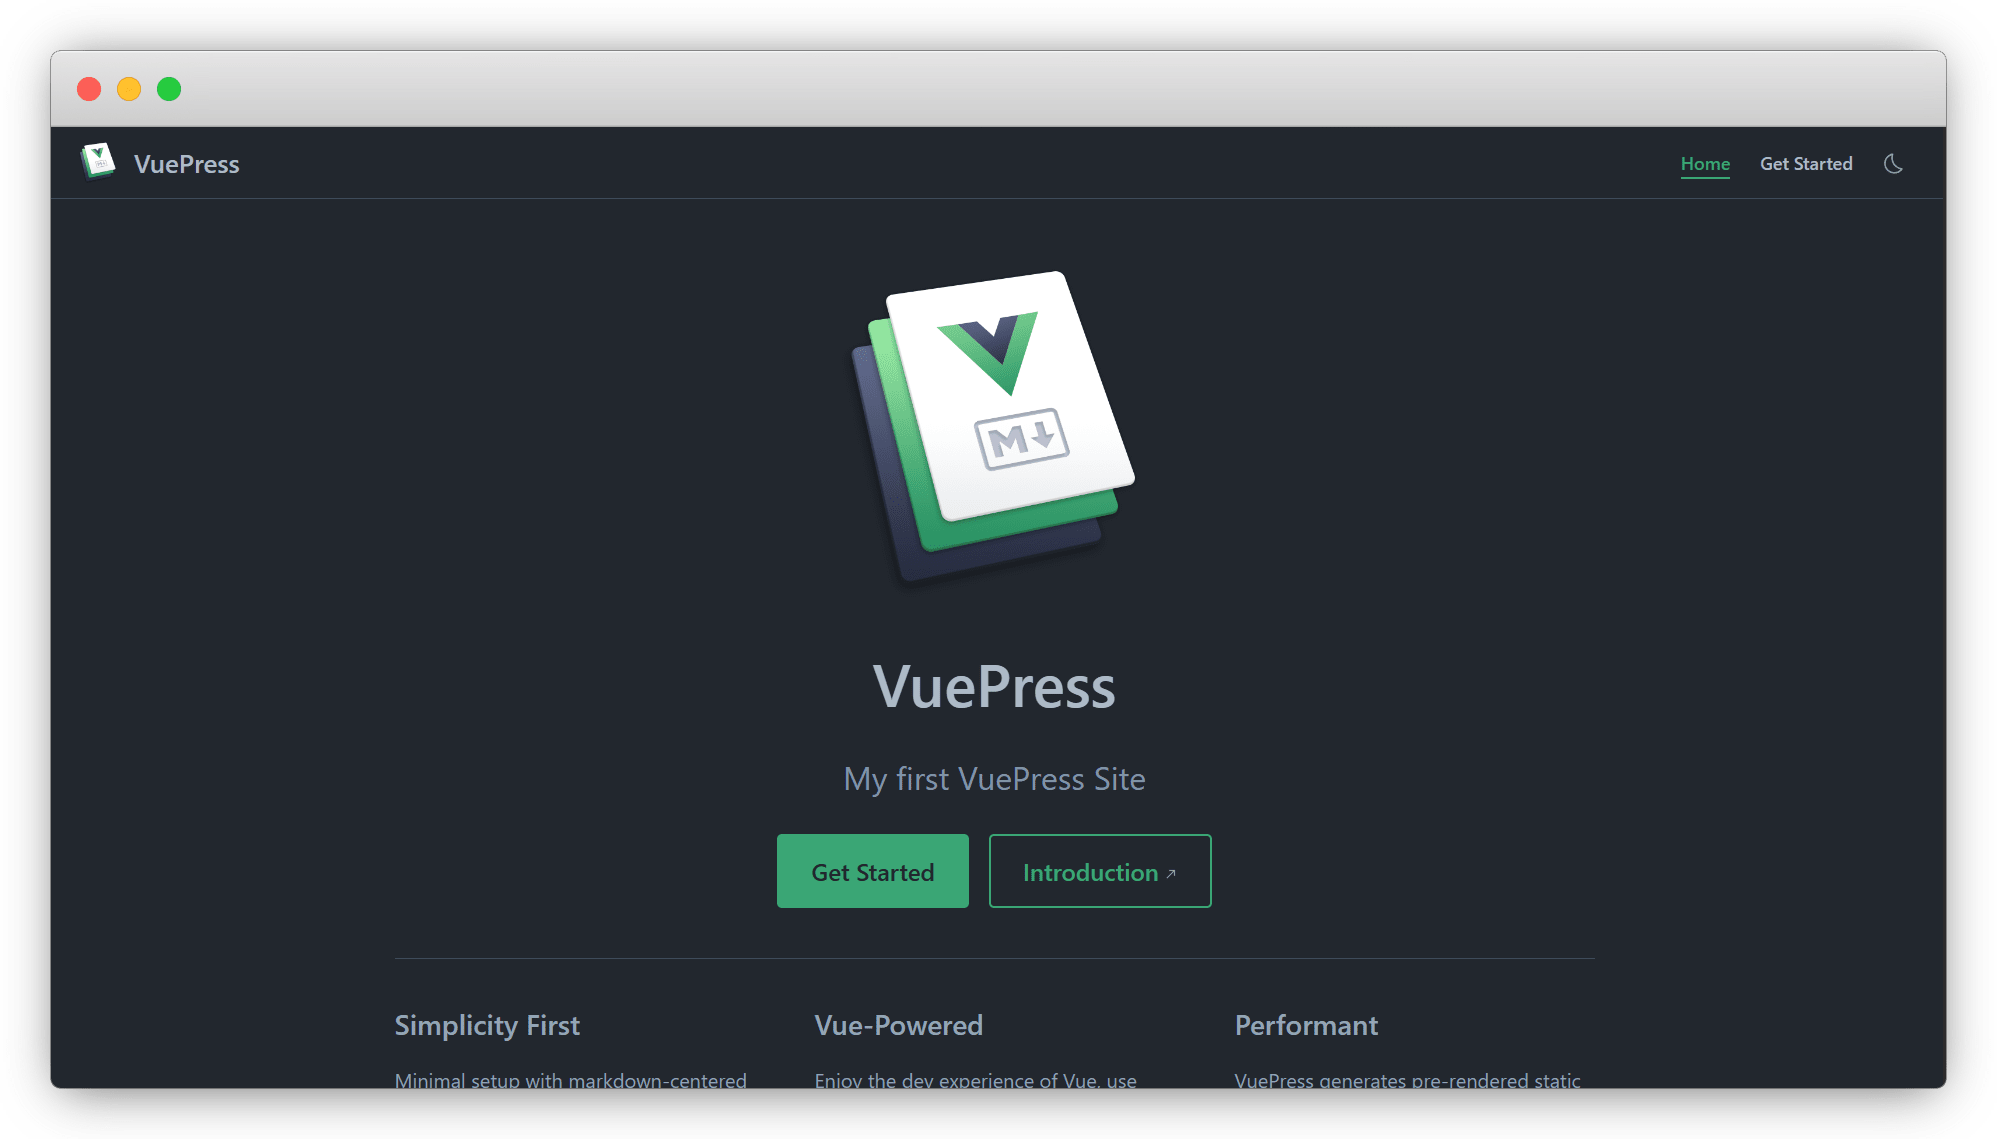 VuePress
Home
Get Started
M
VuePress
My first VuePress Site
Get Started
Introduction
Simplicity First
Vue-Powered
Performant
Minimal setup with markdown-centered
Enjoy the dev experience of Vue, use
VuePress generates pre-rendered static